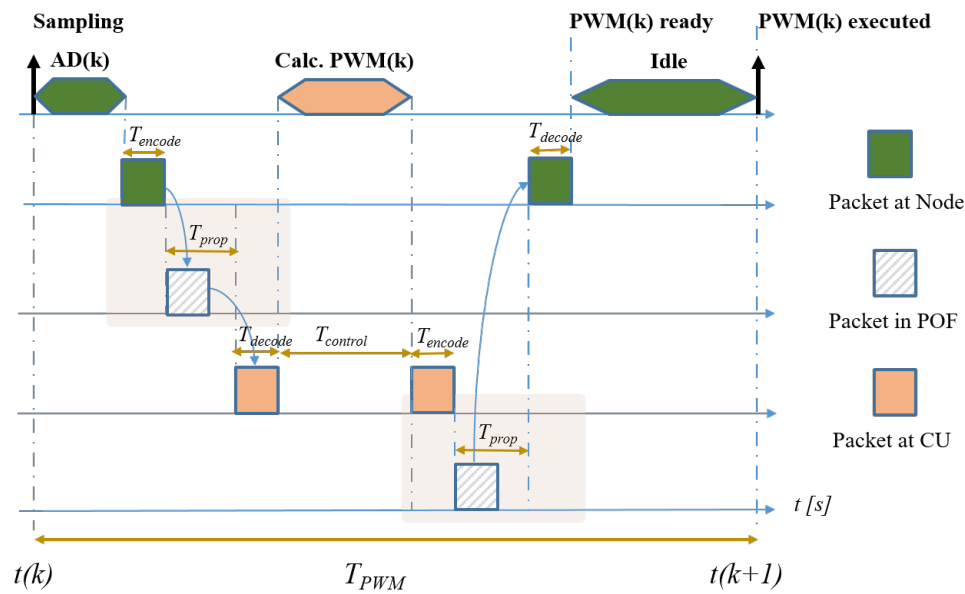 Sampling
PWM(k) ready
PWM(k) executed
AD(k)
Calc. PWM(k)
Idle
T_encode
T_decode
Packet at Node
T_prop
Packet in POF
T_decode
T_control
T_encode
T_prop
Packet at CU
t [s]
t(k)
T_PWM
t(k+1)